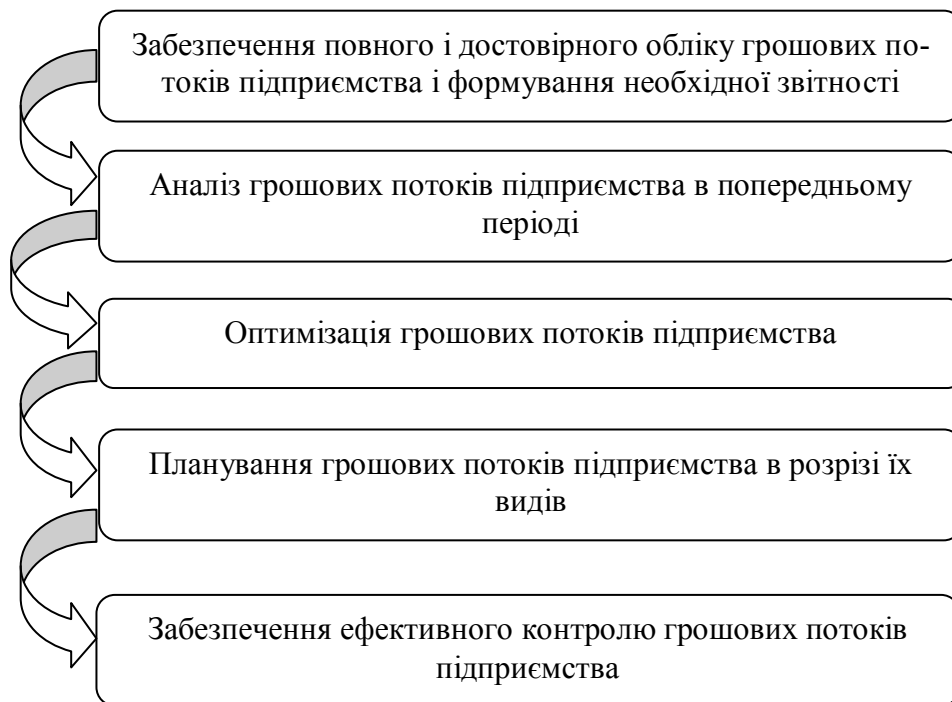 Забезпечення повного і достовірного обліку грошових по-
токів підприємства і формування необхідної звітності
Аналіз грошових потоків підприємства в попередньому
періоді
Оптимізація грошових потоків підприємства
Планування грошових потоків підприємства в розрізі їх
видів
Забезпечення ефективного контролю грошових потоків
підприємства